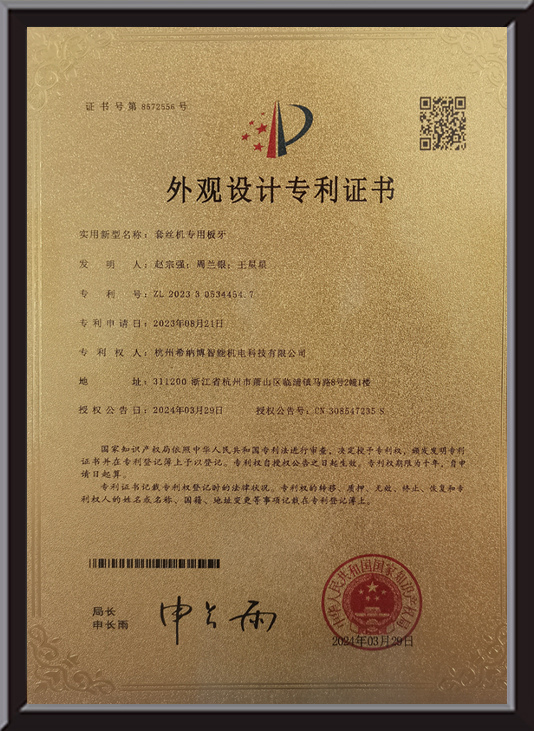 证书号第8572556号
外观设计专利证书
实用新型名称：套丝机专用板牙
发 明 人：赵宗强；周兰银；王星星
专 利 号：ZL 2023 3 0534454.7
专利申请日：2023年08月21日
专 利 权 人：杭州希纳博智能机电科技有限公司
地 址：311200 浙江省杭州市萧山区临浦镇马路8号2幢1楼
授权公告日：2024年03月29日 授权公告号：CN 308547235 S
国家知识产权局依照中华人民共和国专利法进行审查，决定授予专利权，颁发发明专利
证书并在专利登记簿上予以登记。专利权自授权公告之日起生效。专利权期限为十年，自申
请日起算。
专利证书记载专利权登记时的法律状况。专利权的转移、质押、无效、终止、恢复和专
利权人的姓名或名称、国籍、地址变更等事项记载在专利登记簿上。
局长
申长雨
申长雨
中华人民共和国国家知识产权局
2024年03月29日